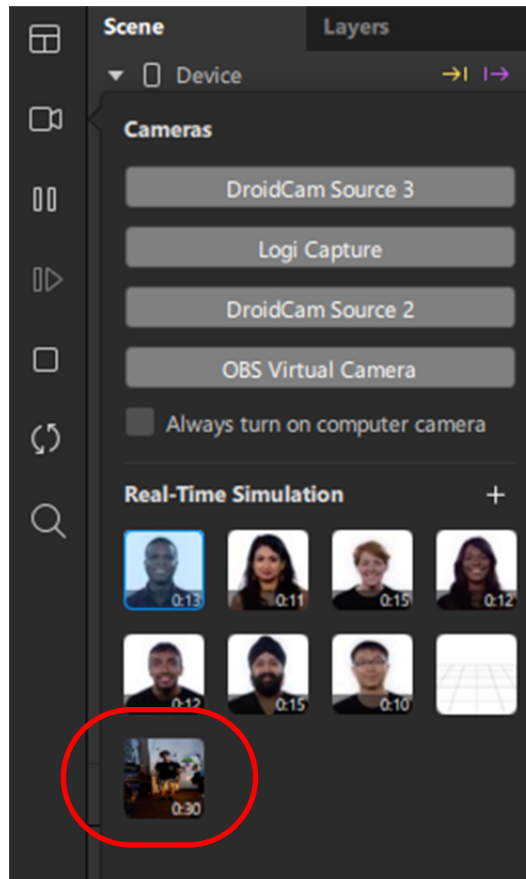 Scene Layers
Device
Cameras
DroidCam Source 3
Logi Capture
DroidCam Source 2
OBS Virtual Camera
Always turn on computer camera
Real-Time Simulation
0:13 0:11 0:15 0:12
0:12 0:15 0:10
0:30